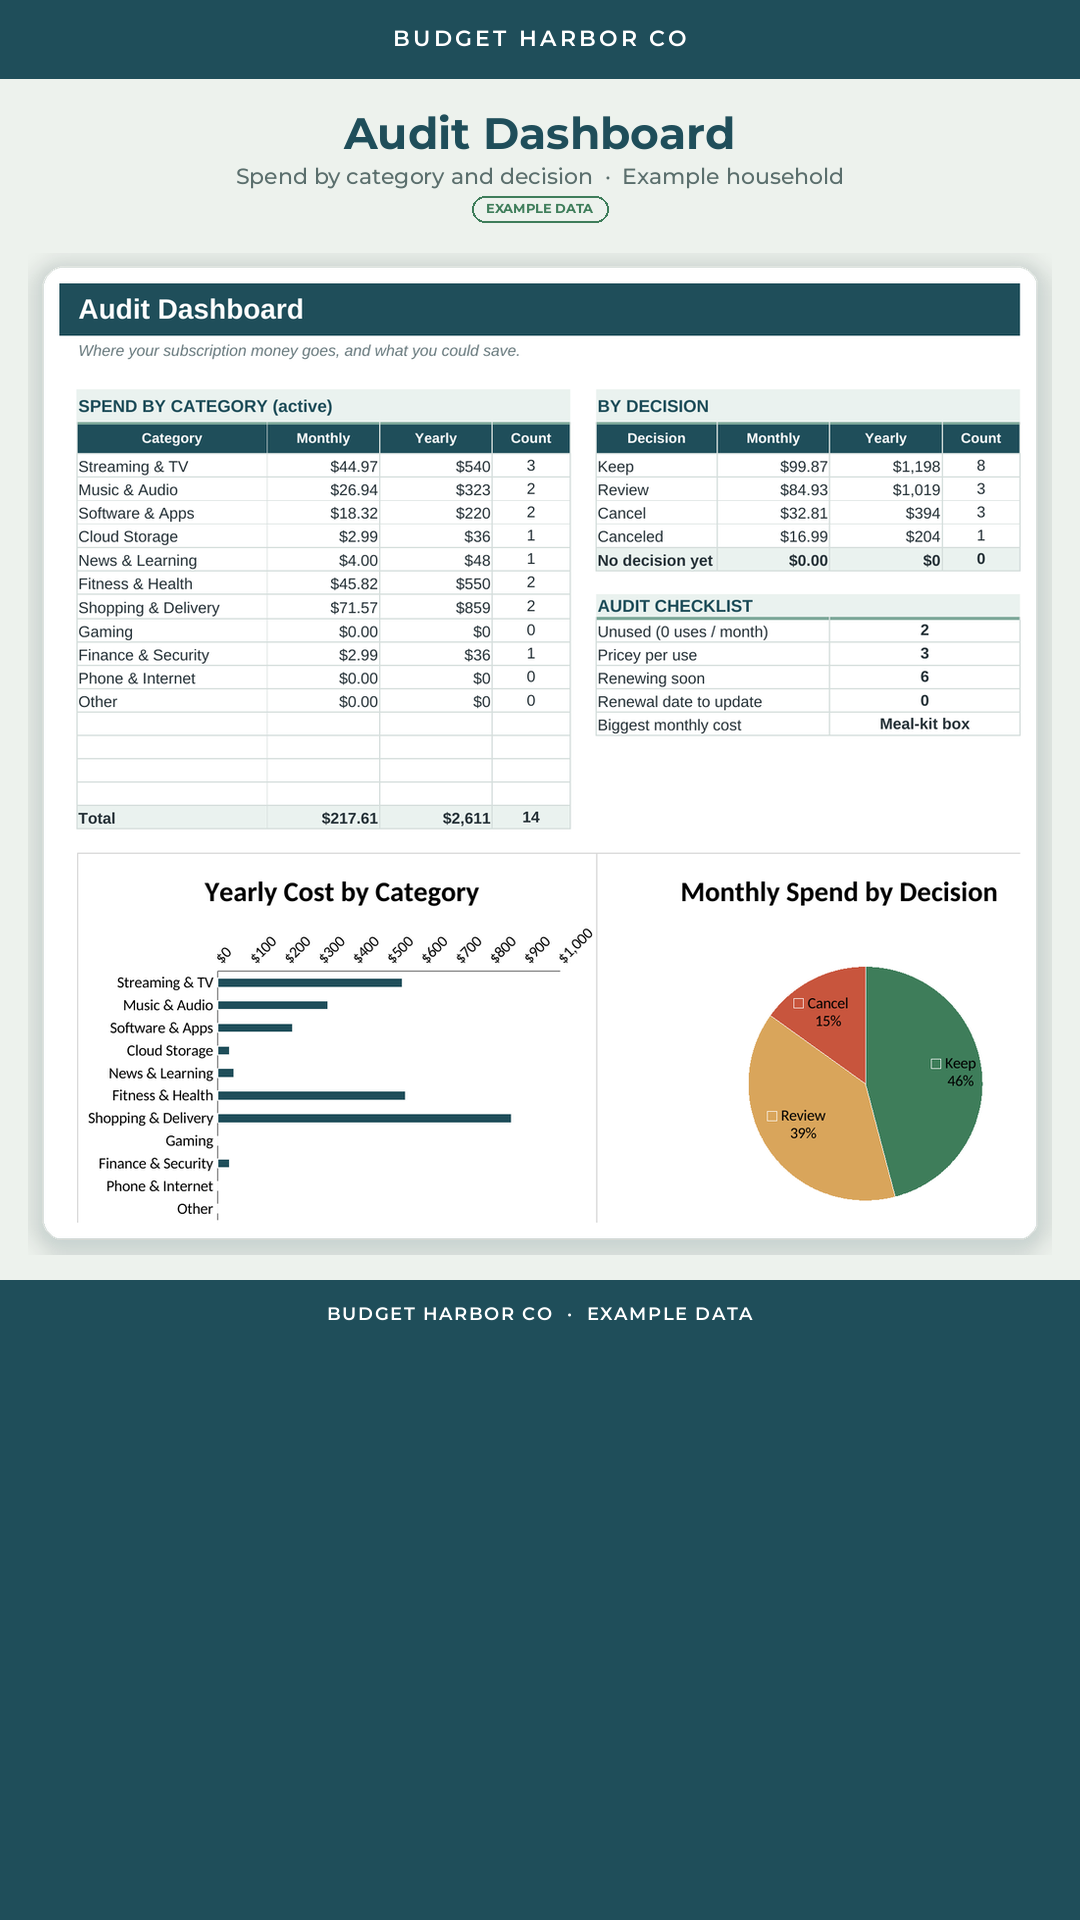 BUDGET HARBOR CO
Audit Dashboard
Spend by category and decision · Example household
EXAMPLE DATA
Audit Dashboard
Where your subscription money goes, and what you could save.
SPEND BY CATEGORY (active)
Category Monthly Yearly Count
Streaming & TV $44.97 $540 3
Music & Audio $26.94 $323 2
Software & Apps $18.32 $220 2
Cloud Storage $2.99 $36 1
News & Learning $4.00 $48 1
Fitness & Health $45.82 $550 2
Shopping & Delivery $71.57 $859 2
Gaming $0.00 $0 0
Finance & Security $2.99 $36 1
Phone & Internet $0.00 $0 0
Other $0.00 $0 0
Total $217.61 $2,611 14
BY DECISION
Decision Monthly Yearly Count
Keep $99.87 $1,198 8
Review $84.93 $1,019 3
Cancel $32.81 $394 3
Canceled $16.99 $204 1
No decision yet $0.00 $0 0
AUDIT CHECKLIST
Unused (0 uses / month) 2
Pricey per use 3
Renewing soon 6
Renewal date to update 0
Biggest monthly cost Meal-kit box
Yearly Cost by Category
$0 $100 $200 $300 $400 $500 $600 $700 $800 $900 $1,000
Streaming & TV
Music & Audio
Software & Apps
Cloud Storage
News & Learning
Fitness & Health
Shopping & Delivery
Gaming
Finance & Security
Phone & Internet
Other
Monthly Spend by Decision
Cancel
15%
Keep
46%
Review
39%
BUDGET HARBOR CO · EXAMPLE DATA